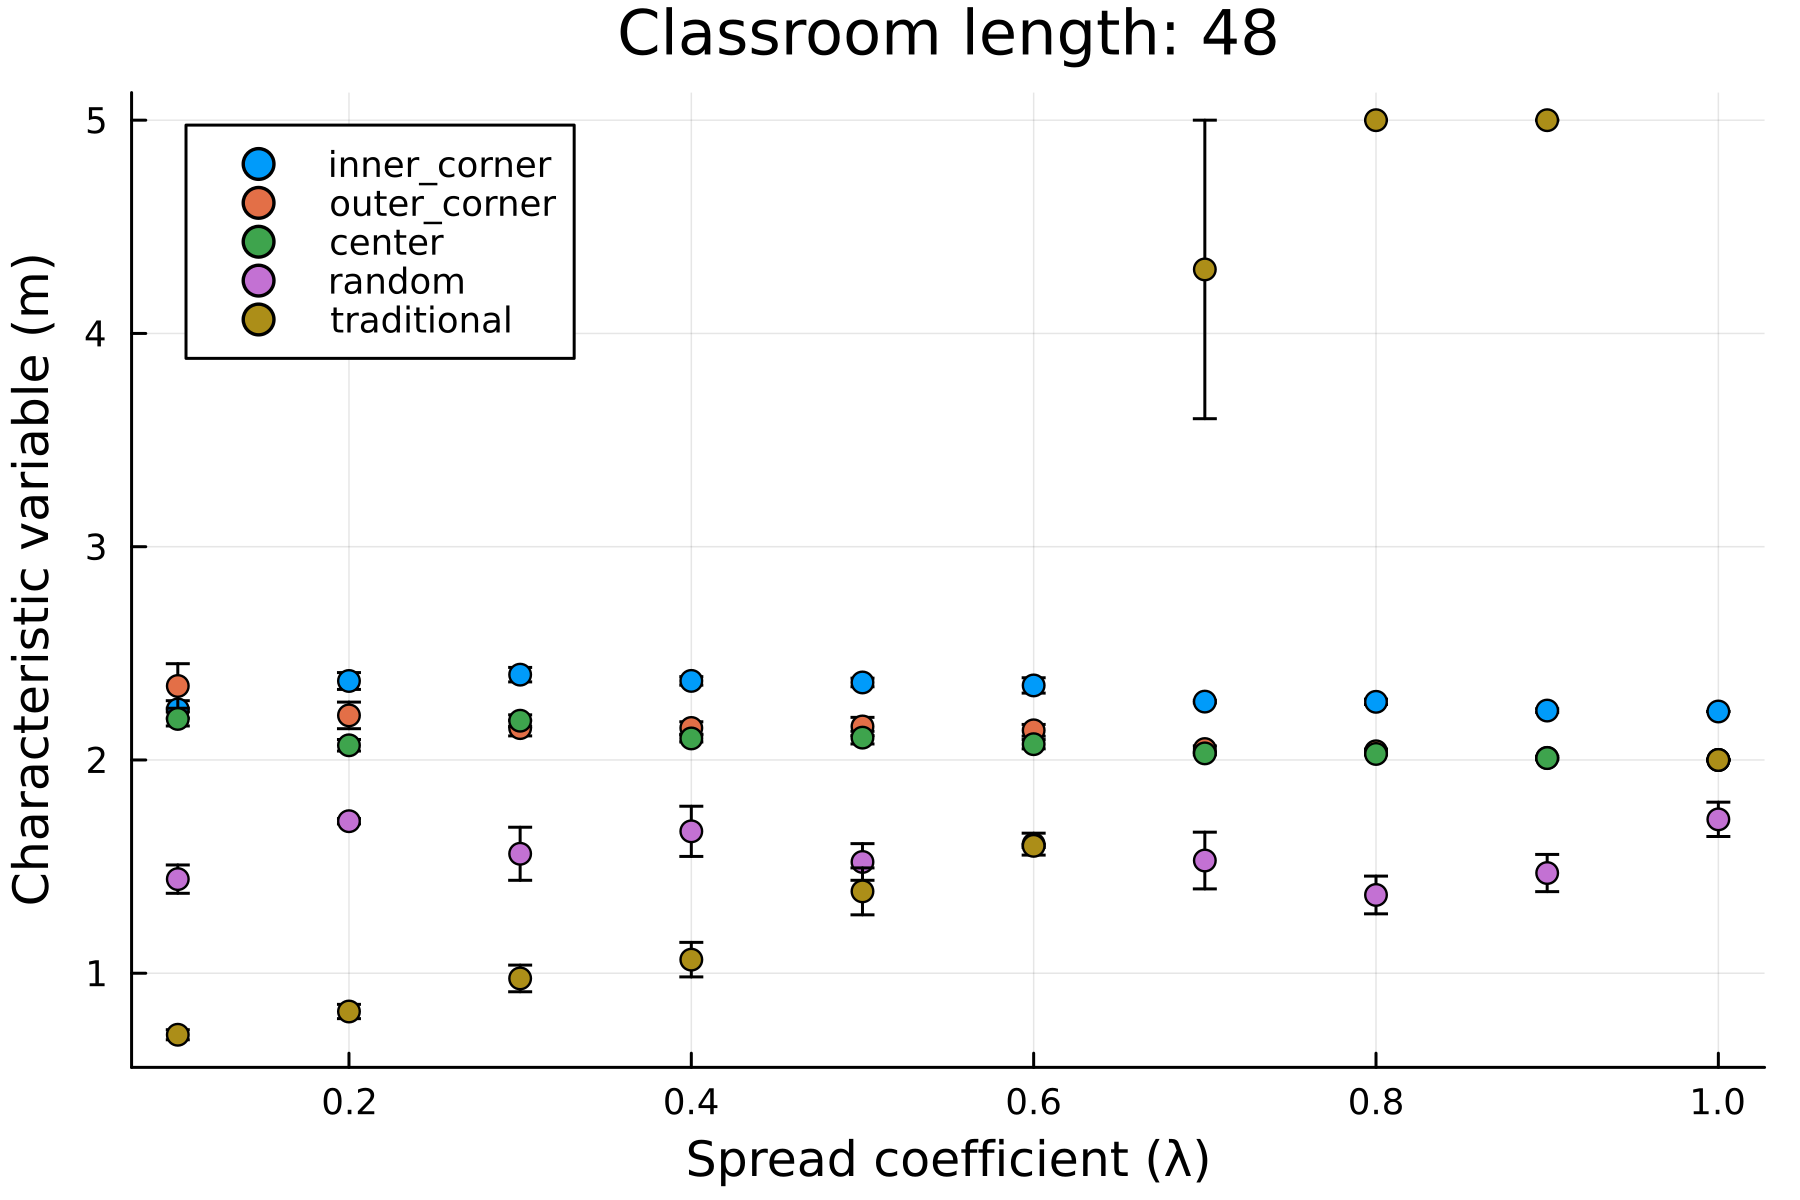 Classroom length: 48
Characteristic variable (m)
5
4
3
2
1
inner_corner
outer_corner
center
random
traditional
0.2
0.4
0.6
0.8
1.0
Spread coefficient (λ)